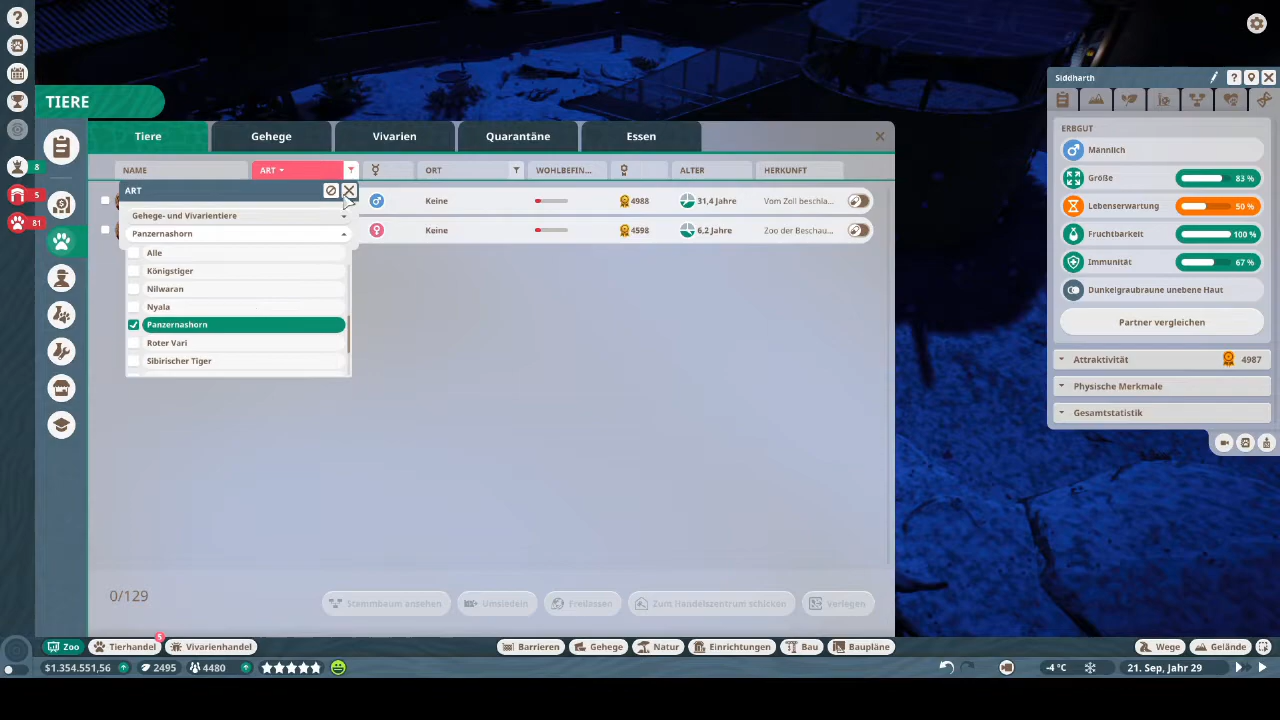 Siddharth
TIERE
Tiere
Gehege
Vivarien
Quarantäne
Essen
NAME
ART
ORT
WOHLBEFIN...
ALTER
HERKUNFT
ART
Keine
4988
31,4 Jahre
Vom Zoll beschla...
Gehege- und Vivarientiere
Keine
4598
6,2 Jahre
Zoo der Beschau...
Panzernashorn
Alle
Königstiger
Nilwaran
Nyala
Panzernashorn
Roter Vari
Sibirischer Tiger
8
5
81
ERBGUT
Männlich
Größe
83 %
Lebenserwartung
50 %
Fruchtbarkeit
100 %
Immunität
67 %
Dunkelgraubraune unebene Haut
Partner vergleichen
Attraktivität
4987
Physische Merkmale
Gesamtstatistik
0/129
Stammbaum ansehen
Umsiedeln
Freilassen
Zum Handelszentrum schicken
Verlegen
Zoo
Tierhandel
5
Vivarienhandel
Barrieren
Gehege
Natur
Einrichtungen
Bau
Baupläne
Wege
Gelände
$1.354.551,56
2495
4480
-4 °C
21. Sep, Jahr 29